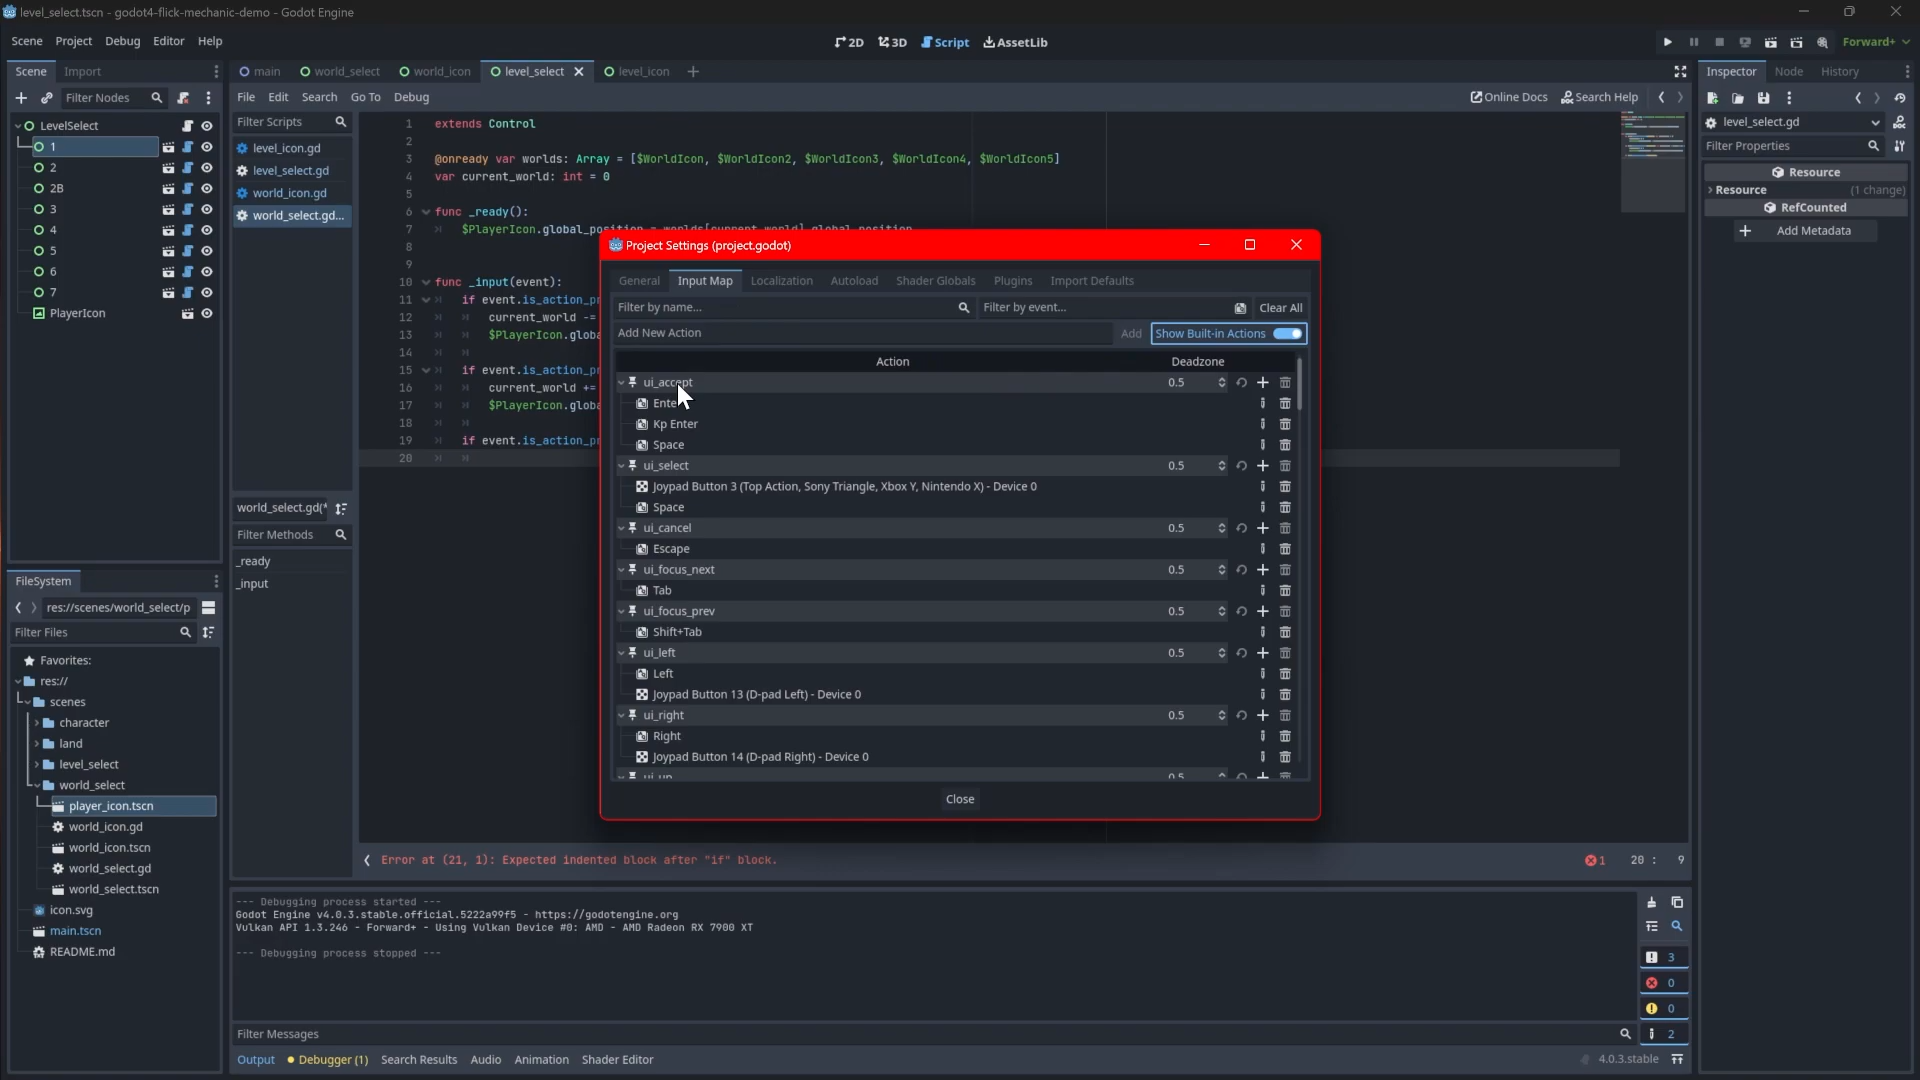 level_select.tscn - godot4-flick-mechanic-demo - Godot Engine
Scene Project Debug Editor Help
2D 3D Script AssetLib
Forward+
Scene Import
main world_select world_icon level_select level_icon
Inspector Node History
Filter Nodes
File Edit Search Go To Debug
Online Docs Search Help
Filter Scripts
level_select.gd
Filter Properties
Resource
Resource (1 change)
RefCounted
Add Metadata
LevelSelect
1
2
2B
3
4
5
6
7
PlayerIcon
level_icon.gd
level_select.gd
world_icon.gd
world_select.gd...
world_select.gd(*
Filter Methods
_ready
_input
1 extends Control
2
3 @onready var worlds: Array = [$WorldIcon, $WorldIcon2, $WorldIcon3, $WorldIcon4, $WorldIcon5]
4 var current_world: int = 0
5
6 func _ready():
7 $PlayerIcon.global_position = worlds[current_world].global_position
8
9
10 func _input(event):
11 if event.is_action_pr
12 current_world -=
13 $PlayerIcon.globa
14
15 if event.is_action_pr
16 current_world +=
17 $PlayerIcon.globa
18
19 if event.is_action_pr
20
Project Settings (project.godot)
General Input Map Localization Autoload Shader Globals Plugins Import Defaults
Filter by name... Filter by event... Clear All
Add New Action Add Show Built-in Actions
Action Deadzone
ui_accept 0.5
Enter
Kp Enter
Space
ui_select 0.5
Joypad Button 3 (Top Action, Sony Triangle, Xbox Y, Nintendo X) - Device 0
Space
ui_cancel 0.5
Escape
ui_focus_next 0.5
Tab
ui_focus_prev 0.5
Shift+Tab
ui_left 0.5
Left
Joypad Button 13 (D-pad Left) - Device 0
ui_right 0.5
Right
Joypad Button 14 (D-pad Right) - Device 0
ui_up 0.5
Close
FileSystem
res://scenes/world_select/p
Filter Files
Favorites:
res://
scenes
character
land
level_select
world_select
player_icon.tscn
world_icon.gd
world_icon.tscn
world_select.gd
world_select.tscn
icon.svg
main.tscn
README.md
Error at (21, 1): Expected indented block after "if" block.
1 20 : 9
--- Debugging process started ---
Godot Engine v4.0.3.stable.official.5222a99f5 - https://godotengine.org
Vulkan API 1.3.246 - Forward+ - Using Vulkan Device #0: AMD - AMD Radeon RX 7900 XT
--- Debugging process stopped ---
3
0
0
2
Filter Messages
Output Debugger (1) Search Results Audio Animation Shader Editor
4.0.3.stable